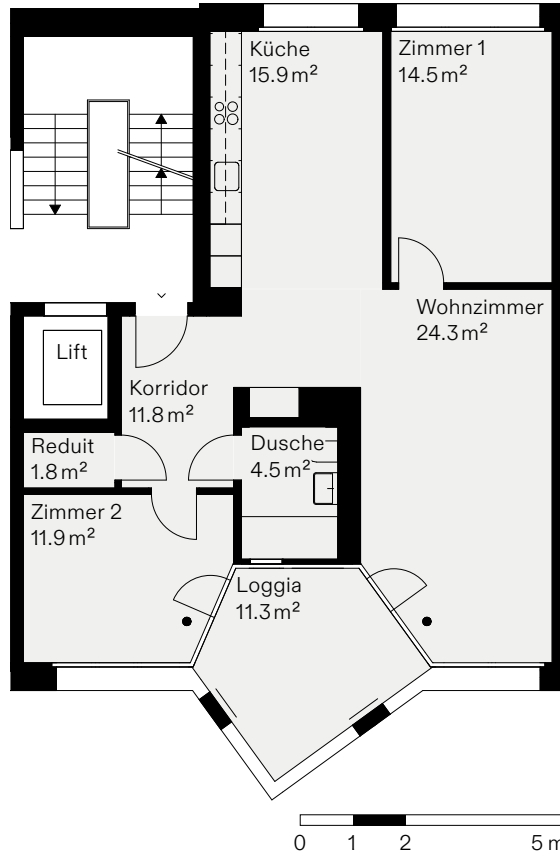 Küche
15.9 m²
Zimmer 1
14.5 m²
Wohnzimmer
24.3 m²
Lift
Korridor
11.8 m²
Reduit
1.8 m²
Dusche
4.5 m²
Zimmer 2
11.9 m²
Loggia
11.3 m²
0 1 2 5 m